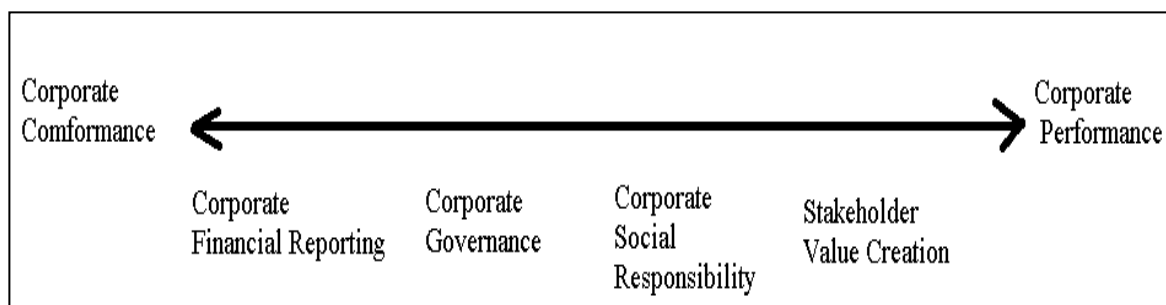 Corporate
Comformance
Corporate
Performance
Corporate
Financial Reporting
Corporate
Governance
Corporate
Social
Responsibility
Stakeholder
Value Creation